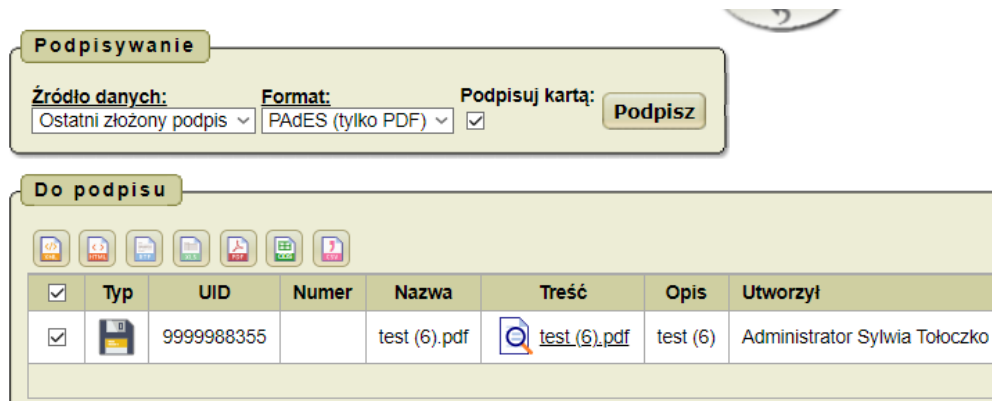 Podpisywanie
Źródło danych: Format: Podpisuj kartą:
Ostatni złożony podpis PAdES (tylko PDF) Podpisz
Do podpisu
XML HTML RTF XLS PDF ODS CSV
Typ UID Numer Nazwa Treść Opis Utworzył
9999988355 test (6).pdf test (6).pdf test (6) Administrator Sylwia Tołoczko